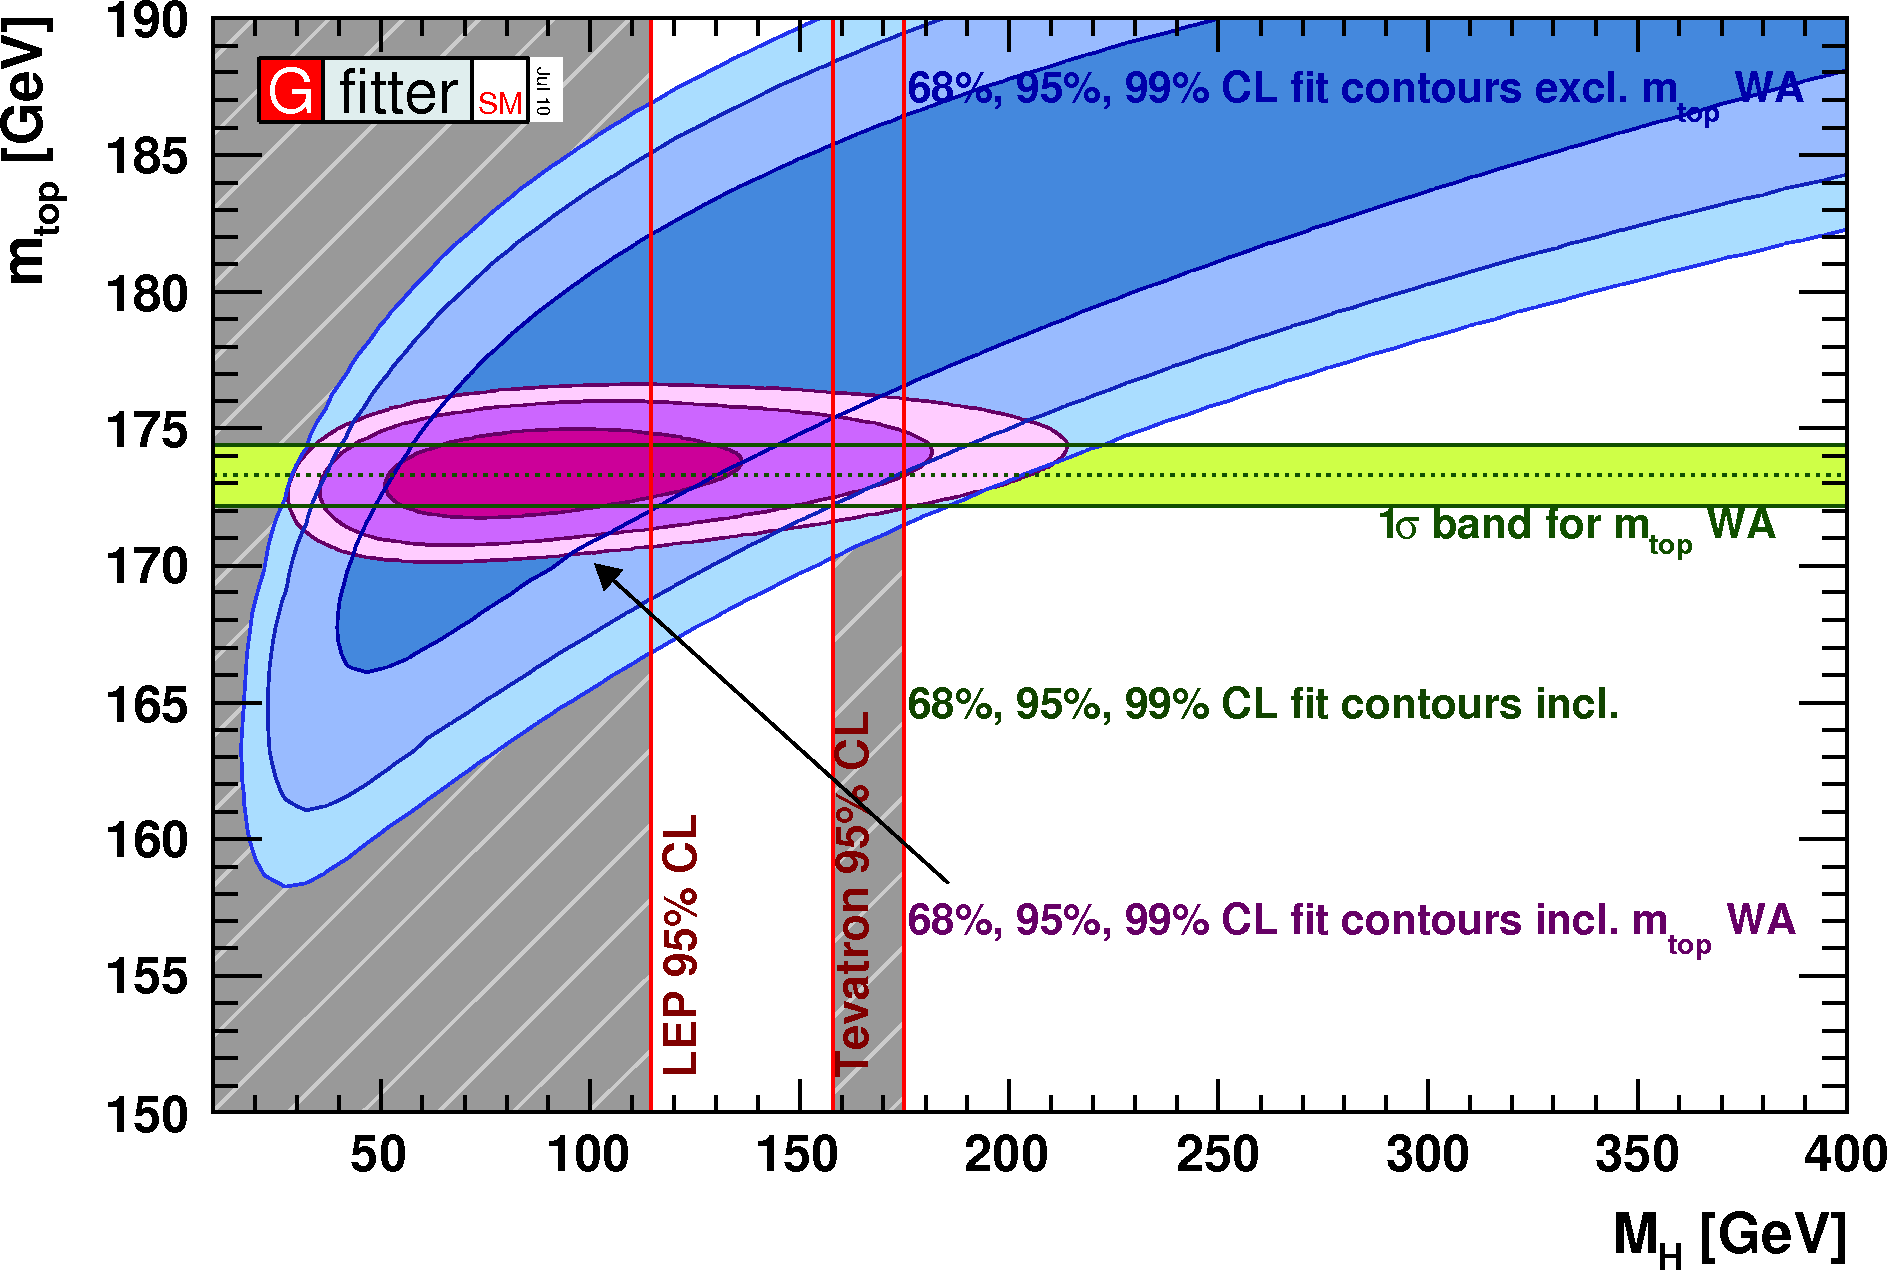 m_top [GeV]
190
185
180
175
170
165
160
155
150
G fitter SM Jul 10
68%, 95%, 99% CL fit contours excl. m_top WA
1σ band for m_top WA
68%, 95%, 99% CL fit contours incl.
68%, 95%, 99% CL fit contours incl. m_top WA
LEP 95% CL
Tevatron 95% CL
50 100 150 200 250 300 350 400
M_H [GeV]